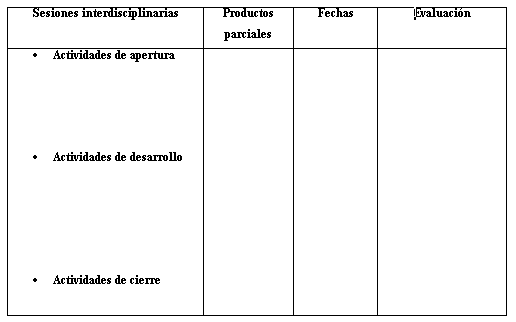 Sesiones interdisciplinarias
Productos
parciales
Fechas
Evaluación
• Actividades de apertura
• Actividades de desarrollo
• Actividades de cierre